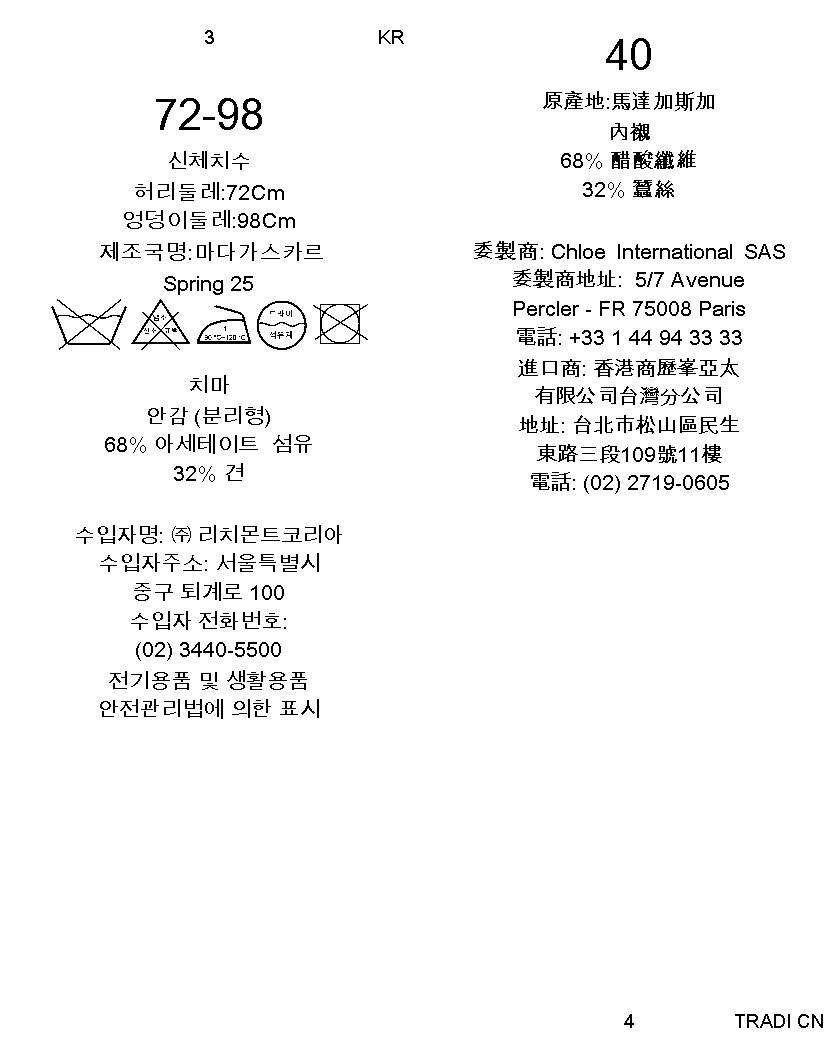 3 KR
72-98
신체치수
허리둘레:72Cm
엉덩이둘레:98Cm
제조국명:마다가스카르
Spring 25
드라이
석유계
치마
안감 (분리형)
68% 아세테이트 섬유
32% 견
수입자명: ㈜ 리치몬트코리아
수입자주소: 서울특별시
중구 퇴계로 100
수입자 전화번호:
(02) 3440-5500
전기용품 및 생활용품
안전관리법에 의한 표시
40
原產地:馬達加斯加
內襯
68% 醋酸纖維
32% 蠶絲
委製商: Chloe International SAS
委製商地址: 5/7 Avenue
Percier - FR 75008 Paris
電話: +33 1 44 94 33 33
進口商: 香港商歷峯亞太
有限公司台灣分公司
地址: 台北市松山區民生
東路三段109號11樓
電話: (02) 2719-0605
4 TRADI CN